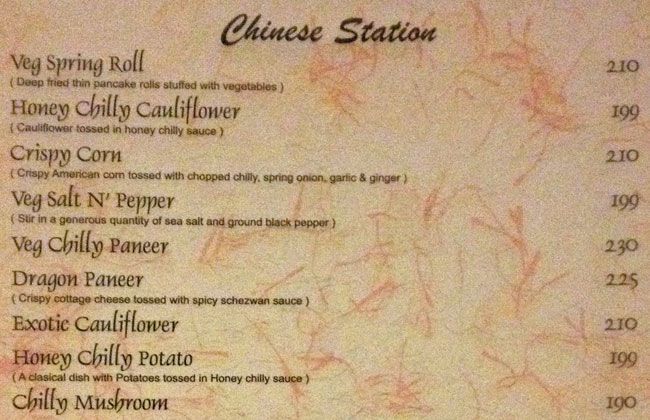 Chinese Station
Veg Spring Roll 210
( Deep fried thin pancake rolls stuffed with vegetables )
Honey Chilly Cauliflower 199
( Cauliflower tossed in honey chilly sauce )
Crispy Corn 210
( Crispy American corn tossed with chopped chilly, spring onion, garlic & ginger )
Veg Salt N' Pepper 199
( Stir in a generous quantity of sea salt and ground black pepper )
Veg Chilly Paneer 230
Dragon Paneer 225
( Crispy cottage cheese tossed with spicy schezwan sauce )
Exotic Cauliflower 210
Honey Chilly Potato 199
( A clasical dish with Potatoes tossed in Honey chilly sauce )
Chilly Mushroom 190